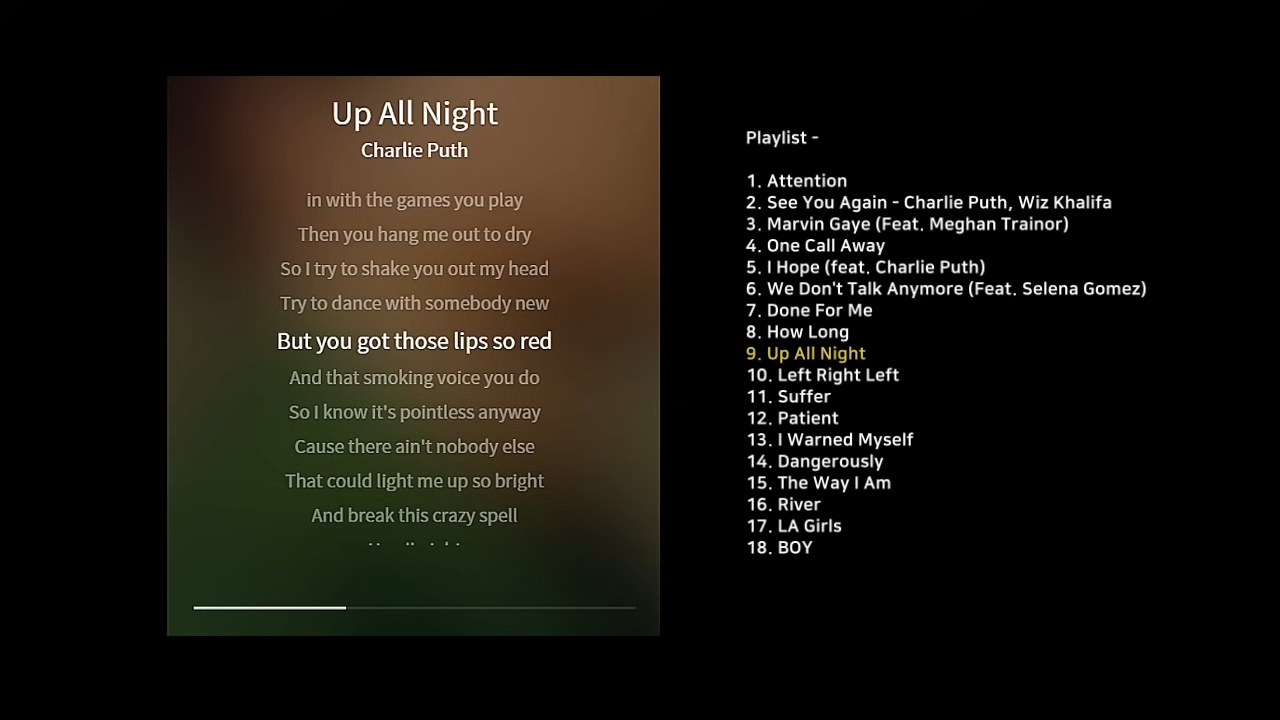 Up All Night
Charlie Puth
in with the games you play
Then you hang me out to dry
So I try to shake you out my head
Try to dance with somebody new
But you got those lips so red
And that smoking voice you do
So I know it's pointless anyway
Cause there ain't nobody else
That could light me up so bright
And break this crazy spell
Playlist -
1. Attention
2. See You Again - Charlie Puth, Wiz Khalifa
3. Marvin Gaye (Feat. Meghan Trainor)
4. One Call Away
5. I Hope (feat. Charlie Puth)
6. We Don't Talk Anymore (Feat. Selena Gomez)
7. Done For Me
8. How Long
9. Up All Night
10. Left Right Left
11. Suffer
12. Patient
13. I Warned Myself
14. Dangerously
15. The Way I Am
16. River
17. LA Girls
18. BOY